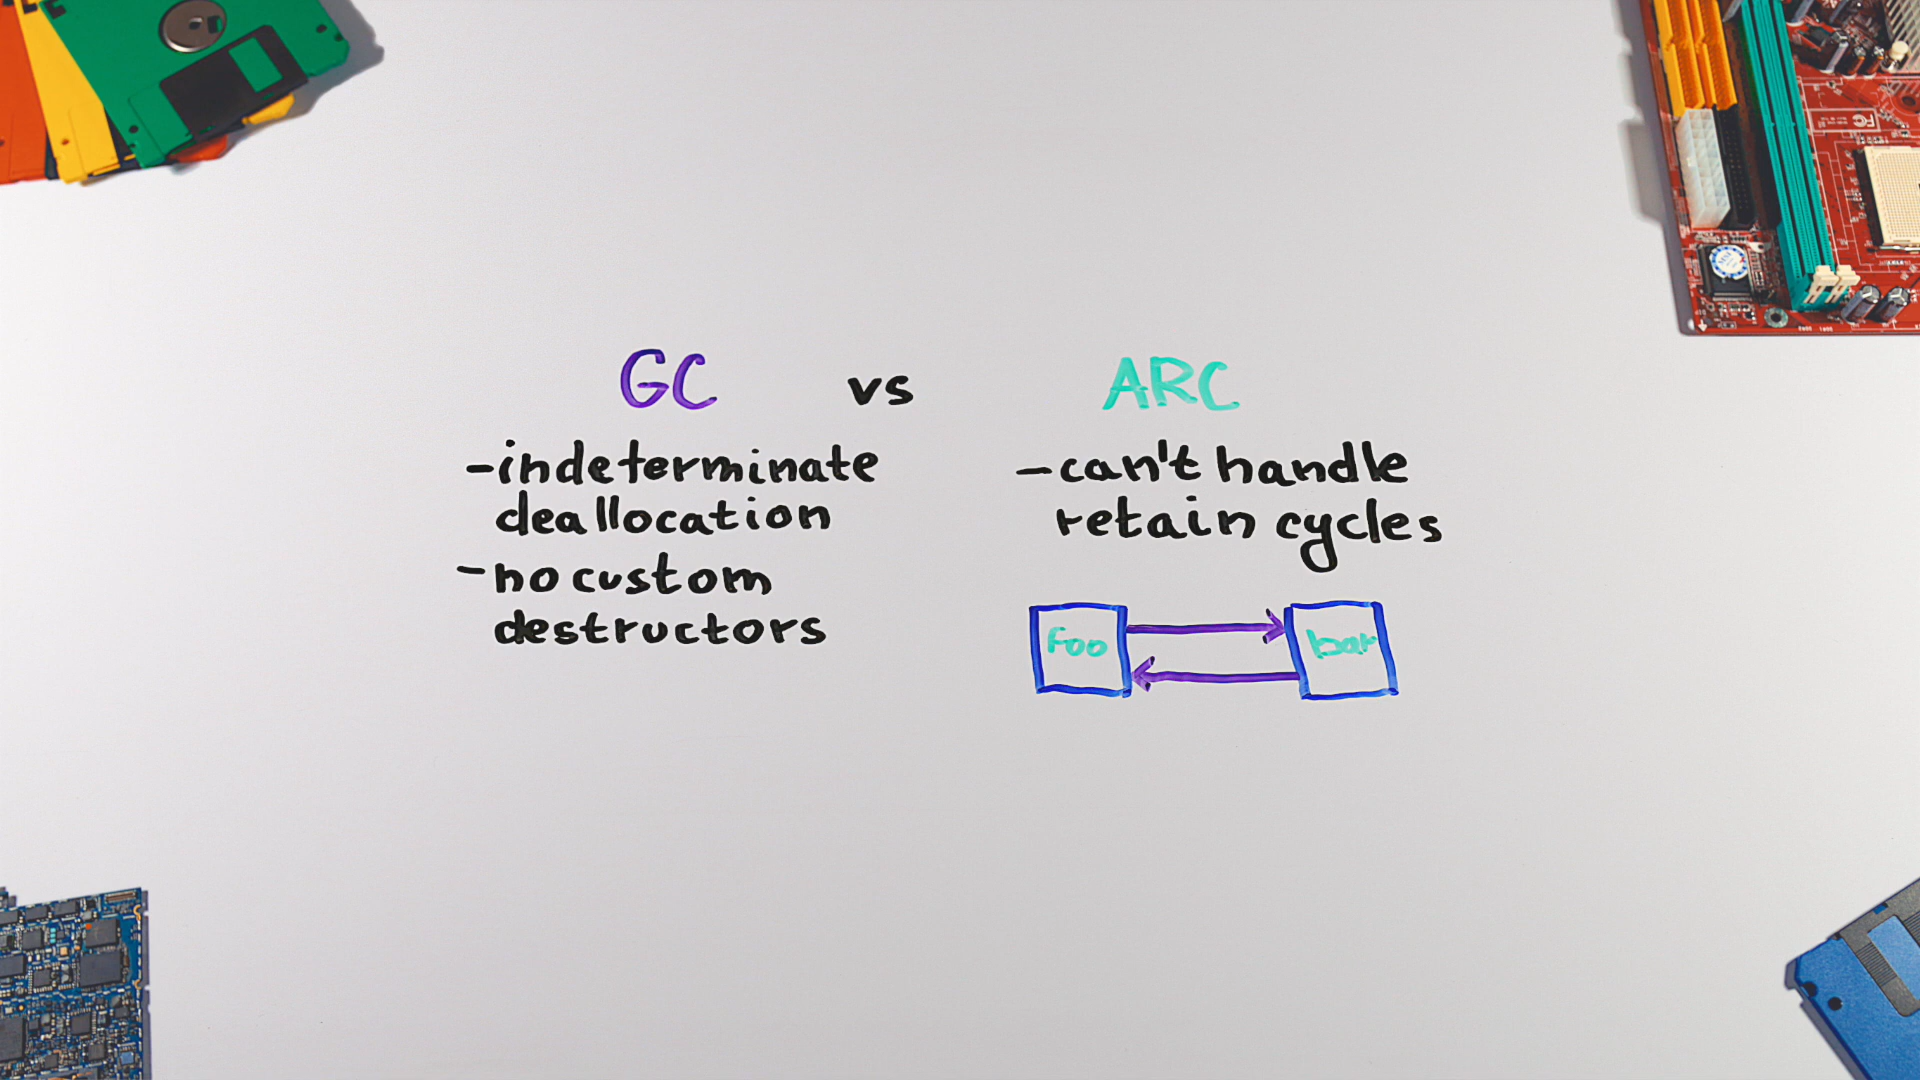 GC vs ARC
-indeterminate
deallocation
-no custom
destructors
-can't handle
retain cycles
foo
bar